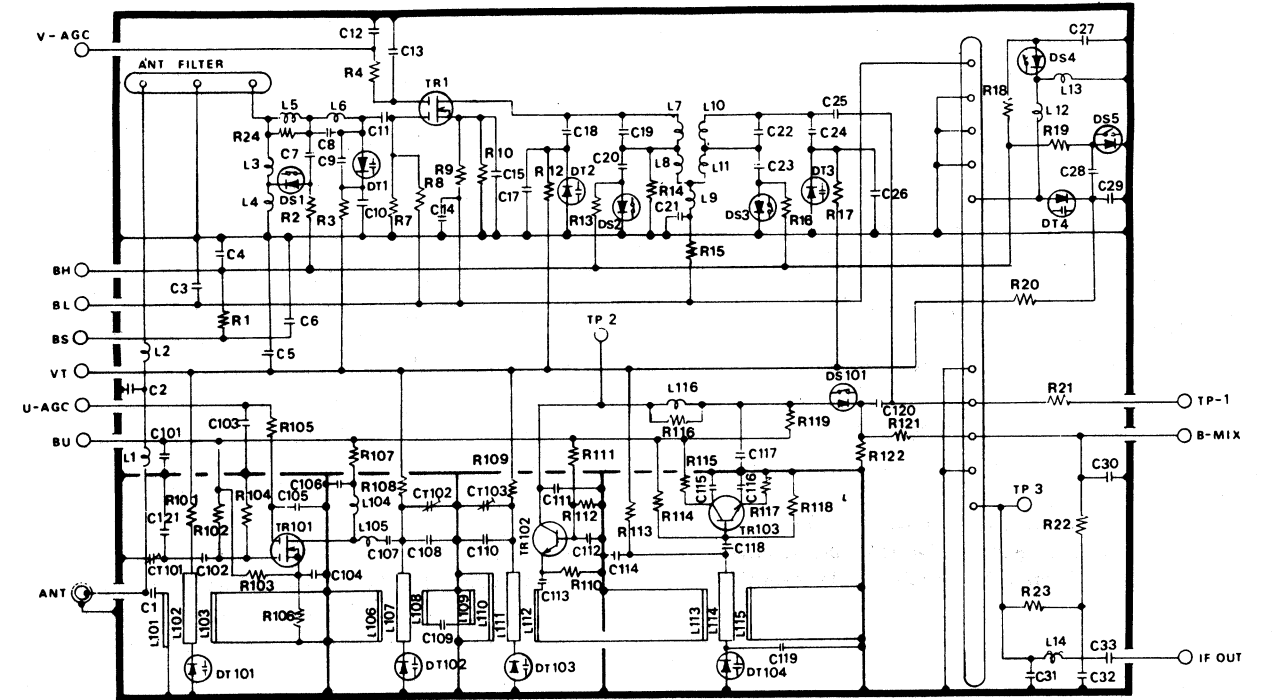 V-AGC
C12
C13
C27
ANT FILTER
R4
DS4
TR1
L13
L5
L6
L7
L10
C25
R18
L12
DS5
R24
C8
C11
C18
C19
C22
C24
R19
C7
C9
R9
R10
C20
L8
L11
C23
L3
DT1
R8
C15
R12
DT2
DT3
C28
DS1
C17
R14
C26
C29
L4
R2
R3
C10
R7
C14
R13
DS2
C21
L9
DS3
R16
R17
DT4
C4
R15
BH
C3
R20
BL
R1
C6
TP 2
BS
L2
C5
VT
DS101
C2
L116
R21
U-AGC
C103
R116
R119
C120
TP-1
R105
R121
BU
C101
B-MIX
L1
R107
R109
R111
C117
R122
R108
R115
C30
C106
R101
R104
C105
L104
CT102
CT103
C111
C115
C116
TP 3
C121
R102
R112
R117
R118
L
R113
R114
TR101
L105
TR102
TR103
R22
C107
C108
C110
C112
C118
CT101
C102
C114
R103
C104
R110
C113
ANT
C1
R106
R23
L101
L102
L103
L106
L107
L108
L109
L110
L111
L112
L113
L114
L115
C109
L14
C33
IF OUT
C119
DT101
DT102
DT103
DT104
C31
C32